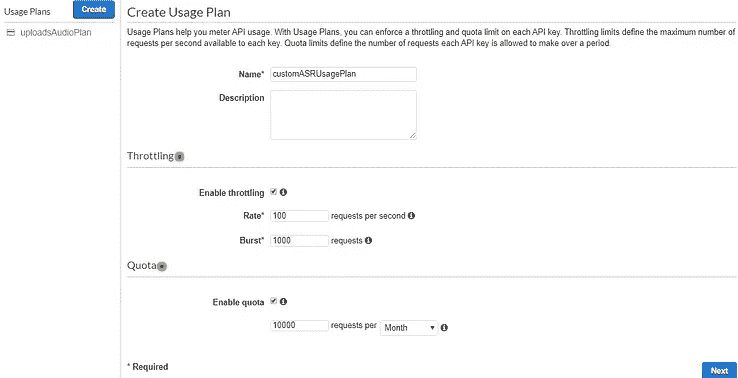 Usage Plans
Create
uploadsAudioPlan
Create Usage Plan
Usage Plans help you meter API usage. With Usage Plans, you can enforce a throttling and quota limit on each API key. Throttling limits define the maximum number of
requests per second available to each key. Quota limits define the number of requests each API key is allowed to make over a period.
Name* customASRUsagePlan
Description
Throttling
Enable throttling
Rate* 100 requests per second
Burst* 1000 requests
Quota
Enable quota
10000 requests per Month
* Required
Next